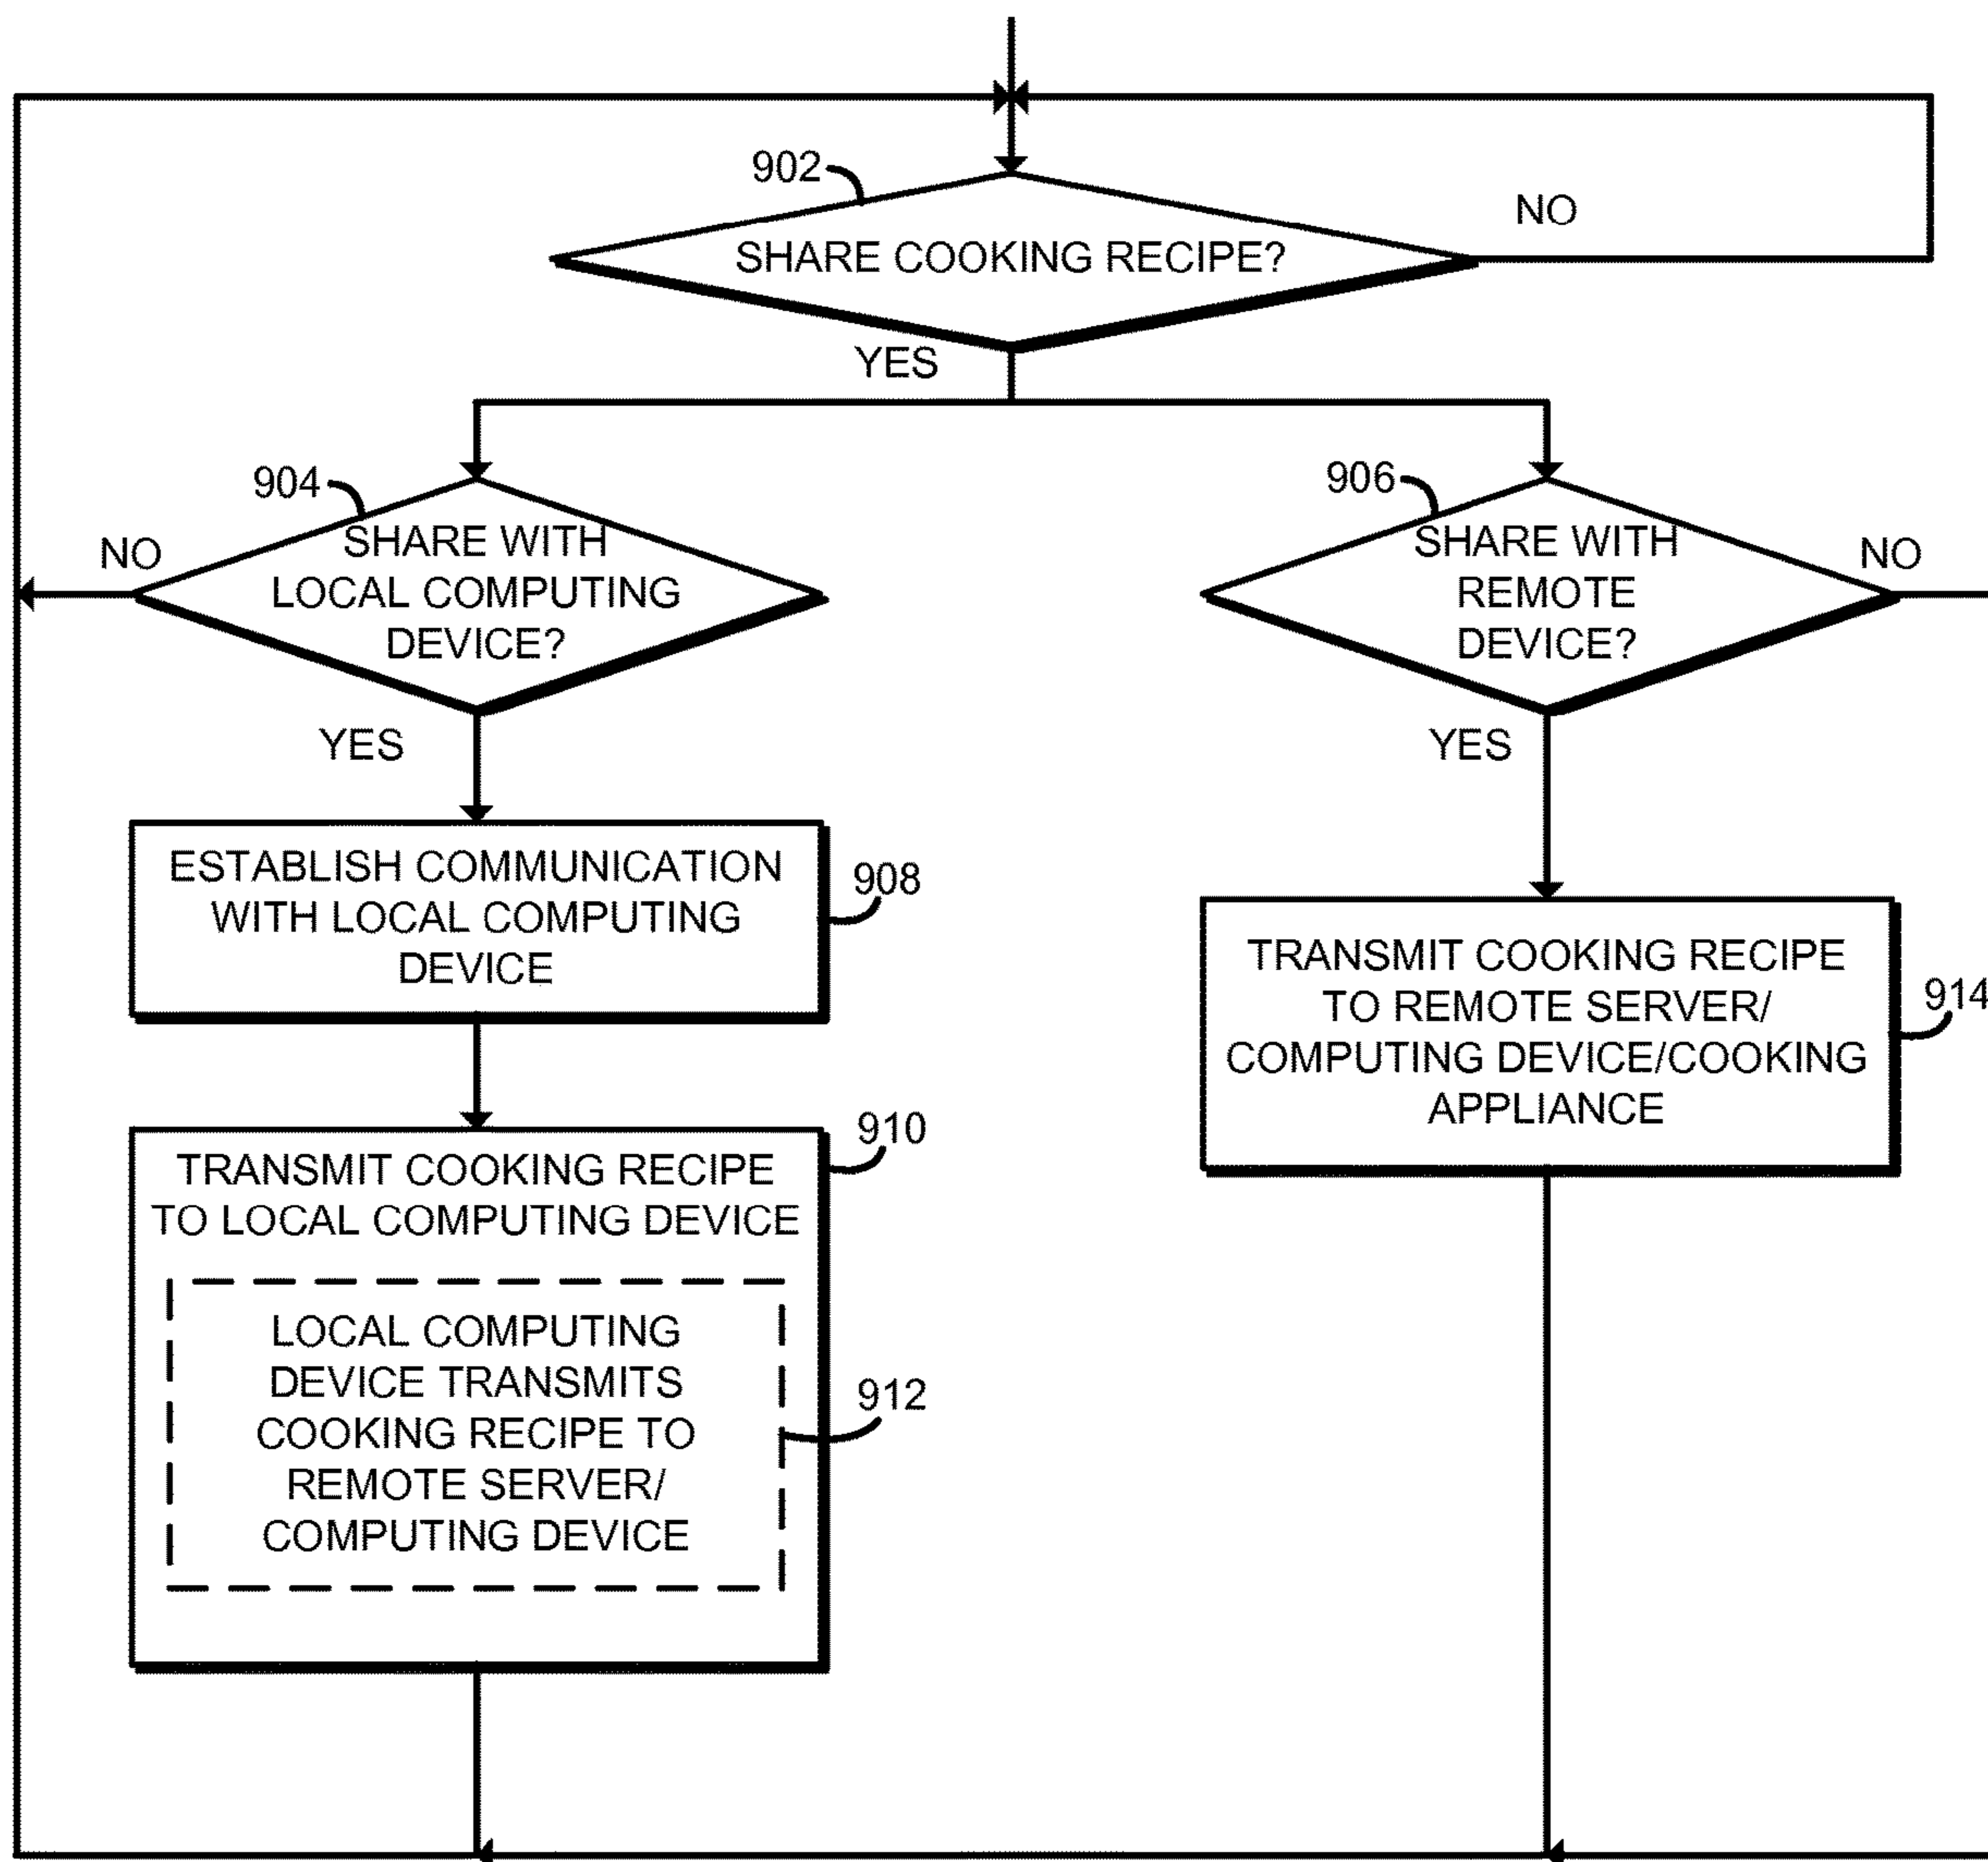 902
SHARE COOKING RECIPE?
NO
YES
904
SHARE WITH
LOCAL COMPUTING
DEVICE?
NO
YES
906
SHARE WITH
REMOTE
DEVICE?
NO
YES
ESTABLISH COMMUNICATION
WITH LOCAL COMPUTING
DEVICE
908
TRANSMIT COOKING RECIPE
TO REMOTE SERVER/
COMPUTING DEVICE/COOKING
APPLIANCE
914
TRANSMIT COOKING RECIPE
TO LOCAL COMPUTING DEVICE
910
LOCAL COMPUTING
DEVICE TRANSMITS
COOKING RECIPE TO
REMOTE SERVER/
COMPUTING DEVICE
912